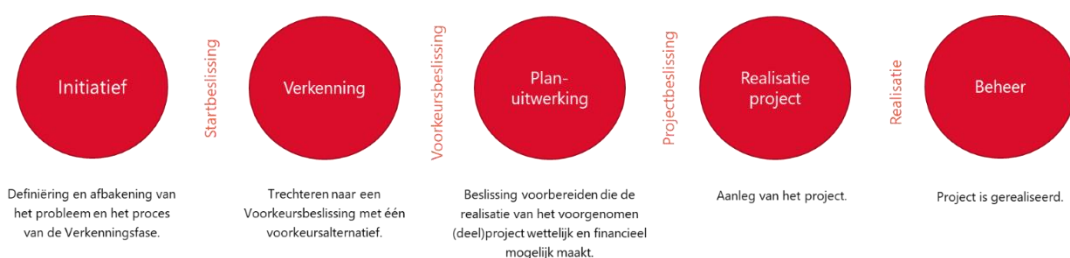 Initiatief
Startbeslissing
Verkenning
Voorkeursbeslissing
Plan-
uitwerking
Projectbeslissing
Realisatie
project
Realisatie
Beheer
Definiëring en afbakening van
het probleem en het proces
van de Verkenningsfase.
Trechteren naar een
Voorkeursbeslissing met één
voorkeursalternatief.
Beslissing voorbereiden die de
realisatie van het voorgenomen
(deel)project wettelijk en financieel
mogelijk maakt.
Aanleg van het project.
Project is gerealiseerd.